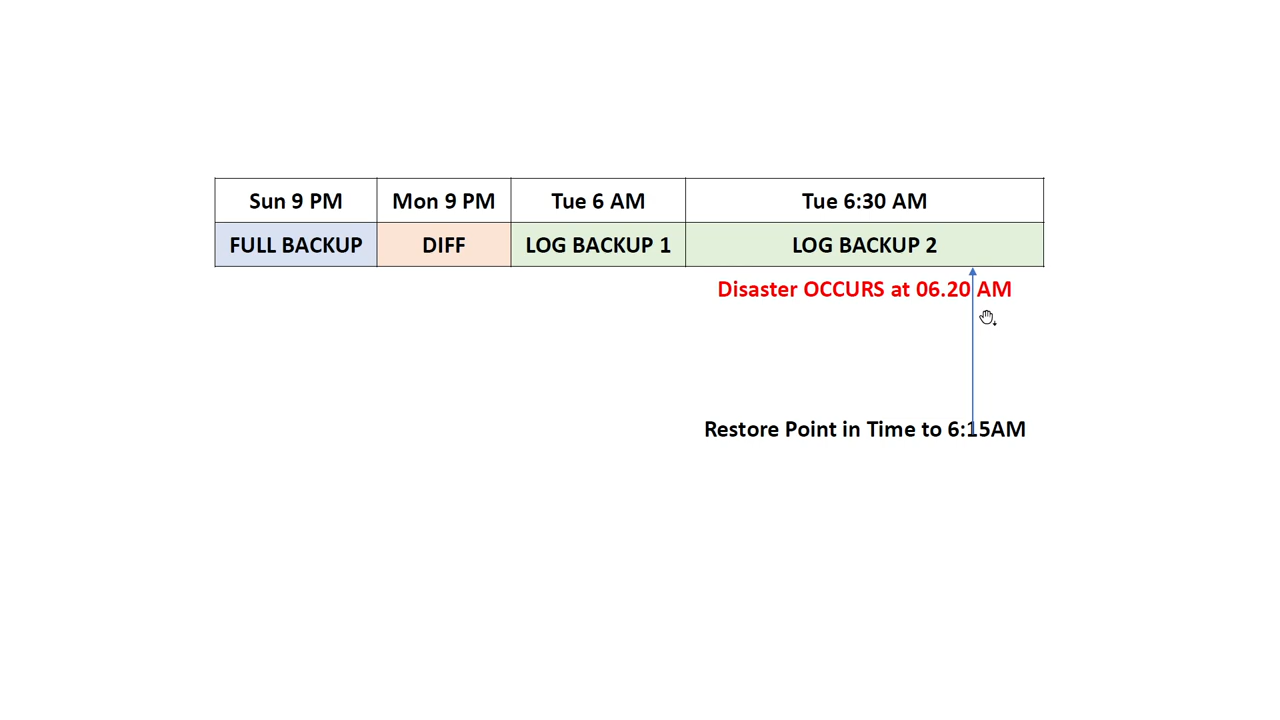 Sun 9 PM Mon 9 PM Tue 6 AM Tue 6:30 AM
FULL BACKUP DIFF LOG BACKUP 1 LOG BACKUP 2
Disaster OCCURS at 06.20 AM
Restore Point in Time to 6:15AM